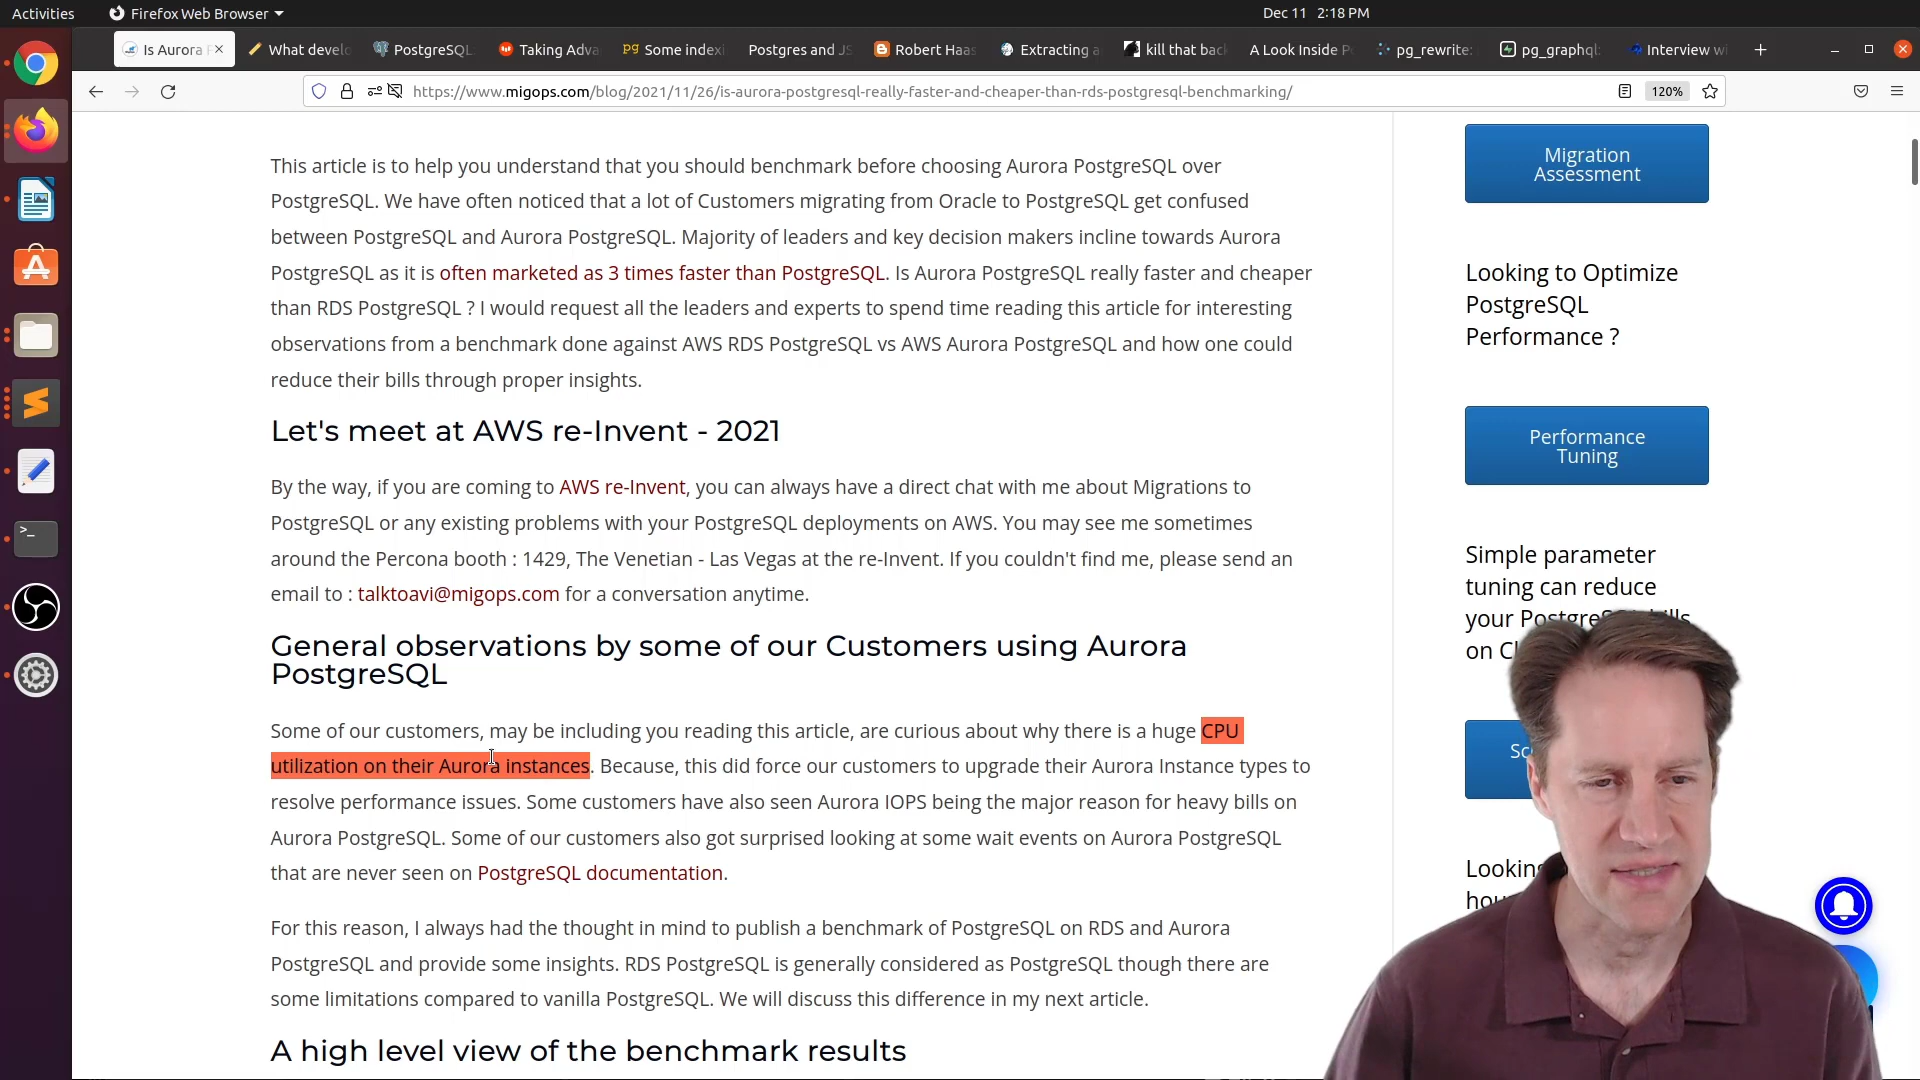 Activities
Firefox Web Browser
Dec 11 2:18 PM
Is Aurora P
What develo
PostgreSQL
Taking Adva
Some indexi
Postgres and JS
Robert Haas
Extracting a
kill that back
A Look Inside P
pg_rewrite:
pg_graphql:
Interview wi
https://www.migops.com/blog/2021/11/26/is-aurora-postgresql-really-faster-and-cheaper-than-rds-postgresql-benchmarking/
120%
This article is to help you understand that you should benchmark before choosing Aurora PostgreSQL over
PostgreSQL. We have often noticed that a lot of Customers migrating from Oracle to PostgreSQL get confused
between PostgreSQL and Aurora PostgreSQL. Majority of leaders and key decision makers incline towards Aurora
PostgreSQL as it is often marketed as 3 times faster than PostgreSQL. Is Aurora PostgreSQL really faster and cheaper
than RDS PostgreSQL ? I would request all the leaders and experts to spend time reading this article for interesting
observations from a benchmark done against AWS RDS PostgreSQL vs AWS Aurora PostgreSQL and how one could
reduce their bills through proper insights.
Let's meet at AWS re-Invent - 2021
By the way, if you are coming to AWS re-Invent, you can always have a direct chat with me about Migrations to
PostgreSQL or any existing problems with your PostgreSQL deployments on AWS. You may see me sometimes
around the Percona booth : 1429, The Venetian - Las Vegas at the re-Invent. If you couldn't find me, please send an
email to : talktoavi@migops.com for a conversation anytime.
General observations by some of our Customers using Aurora
PostgreSQL
Some of our customers, may be including you reading this article, are curious about why there is a huge CPU
utilization on their Aurora instances. Because, this did force our customers to upgrade their Aurora Instance types to
resolve performance issues. Some customers have also seen Aurora IOPS being the major reason for heavy bills on
Aurora PostgreSQL. Some of our customers also got surprised looking at some wait events on Aurora PostgreSQL
that are never seen on PostgreSQL documentation.
For this reason, I always had the thought in mind to publish a benchmark of PostgreSQL on RDS and Aurora
PostgreSQL and provide some insights. RDS PostgreSQL is generally considered as PostgreSQL though there are
some limitations compared to vanilla PostgreSQL. We will discuss this difference in my next article.
A high level view of the benchmark results
Migration
Assessment
Looking to Optimize
PostgreSQL
Performance ?
Performance
Tuning
Simple parameter
tuning can reduce
your PostgreSQL bills
on
Looking